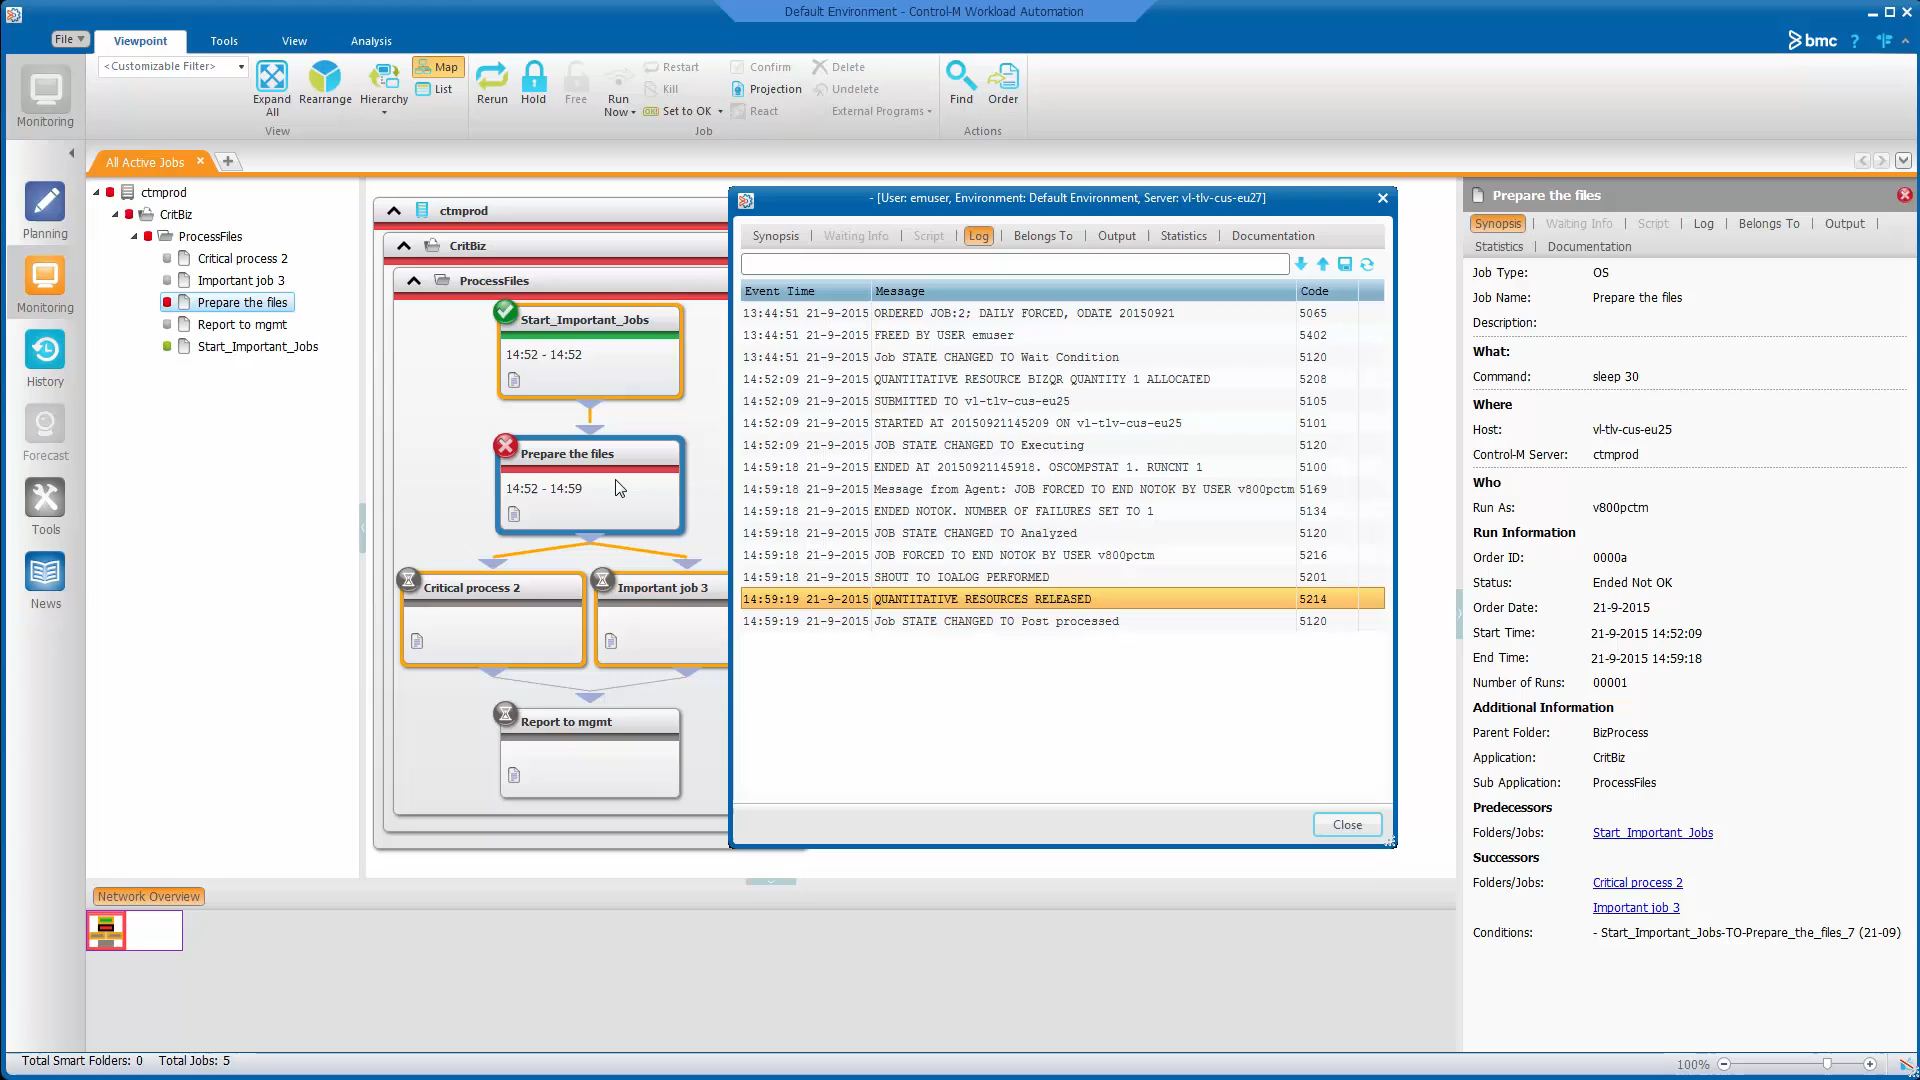 Default Environment - Control-M Workload Automation
File
Viewpoint
Tools
View
Analysis
bmc
?
<Customizable Filter>
Expand All
Rearrange
Hierarchy
Map
List
View
Rerun
Hold
Free
Run Now
Restart
Kill
Set to OK
Confirm
Projection
React
Delete
Undelete
External Programs
Job
Find
Order
Actions
Monitoring
Planning
Monitoring
History
Forecast
Tools
News
All Active Jobs
ctmprod
CritBiz
ProcessFiles
Critical process 2
Important job 3
Prepare the files
Report to mgmt
Start_Important_Jobs
ctmprod
CritBiz
ProcessFiles
Start_Important_Jobs
14:52 - 14:52
Prepare the files
14:52 - 14:59
Critical process 2
Important job 3
Report to mgmt
- [User: emuser, Environment: Default Environment, Server: vl-tlv-cus-eu27]
Synopsis | Waiting Info | Script | Log | Belongs To | Output | Statistics | Documentation
Event Time Message Code
13:44:51 21-9-2015 ORDERED JOB:2; DAILY FORCED, ODATE 20150921 5065
13:44:51 21-9-2015 FREED BY USER emuser 5402
13:44:51 21-9-2015 Job STATE CHANGED TO Wait Condition 5120
14:52:09 21-9-2015 QUANTITATIVE RESOURCE BIZQR QUANTITY 1 ALLOCATED 5208
14:52:09 21-9-2015 SUBMITTED TO vl-tlv-cus-eu25 5105
14:52:09 21-9-2015 STARTED AT 20150921145209 ON vl-tlv-cus-eu25 5101
14:52:09 21-9-2015 JOB STATE CHANGED TO Executing 5120
14:59:18 21-9-2015 ENDED AT 20150921145918. OSCOMPSTAT 1. RUNCNT 1 5100
14:59:18 21-9-2015 Message from Agent: JOB FORCED TO END NOTOK BY USER v800pctm 5169
14:59:18 21-9-2015 ENDED NOTOK. NUMBER OF FAILURES SET TO 1 5134
14:59:18 21-9-2015 JOB STATE CHANGED TO Analyzed 5120
14:59:18 21-9-2015 JOB FORCED TO END NOTOK BY USER v800pctm 5216
14:59:18 21-9-2015 SHOUT TO IOALOG PERFORMED 5201
14:59:19 21-9-2015 QUANTITATIVE RESOURCES RELEASED 5214
14:59:19 21-9-2015 Job STATE CHANGED TO Post processed 5120
Close
Prepare the files
Synopsis | Waiting Info | Script | Log | Belongs To | Output |
Statistics | Documentation
Job Type: OS
Job Name: Prepare the files
Description:
What:
Command: sleep 30
Where
Host: vl-tlv-cus-eu25
Control-M Server: ctmprod
Who
Run As: v800pctm
Run Information
Order ID: 0000a
Status: Ended Not OK
Order Date: 21-9-2015
Start Time: 21-9-2015 14:52:09
End Time: 21-9-2015 14:59:18
Number of Runs: 00001
Additional Information
Parent Folder: BizProcess
Application: CritBiz
Sub Application: ProcessFiles
Predecessors
Folders/Jobs: Start_Important_Jobs
Successors
Folders/Jobs: Critical process 2
Important job 3
Conditions: - Start_Important_Jobs-TO-Prepare_the_files_7 (21-09)
Network Overview
Total Smart Folders: 0 Total Jobs: 5
100%